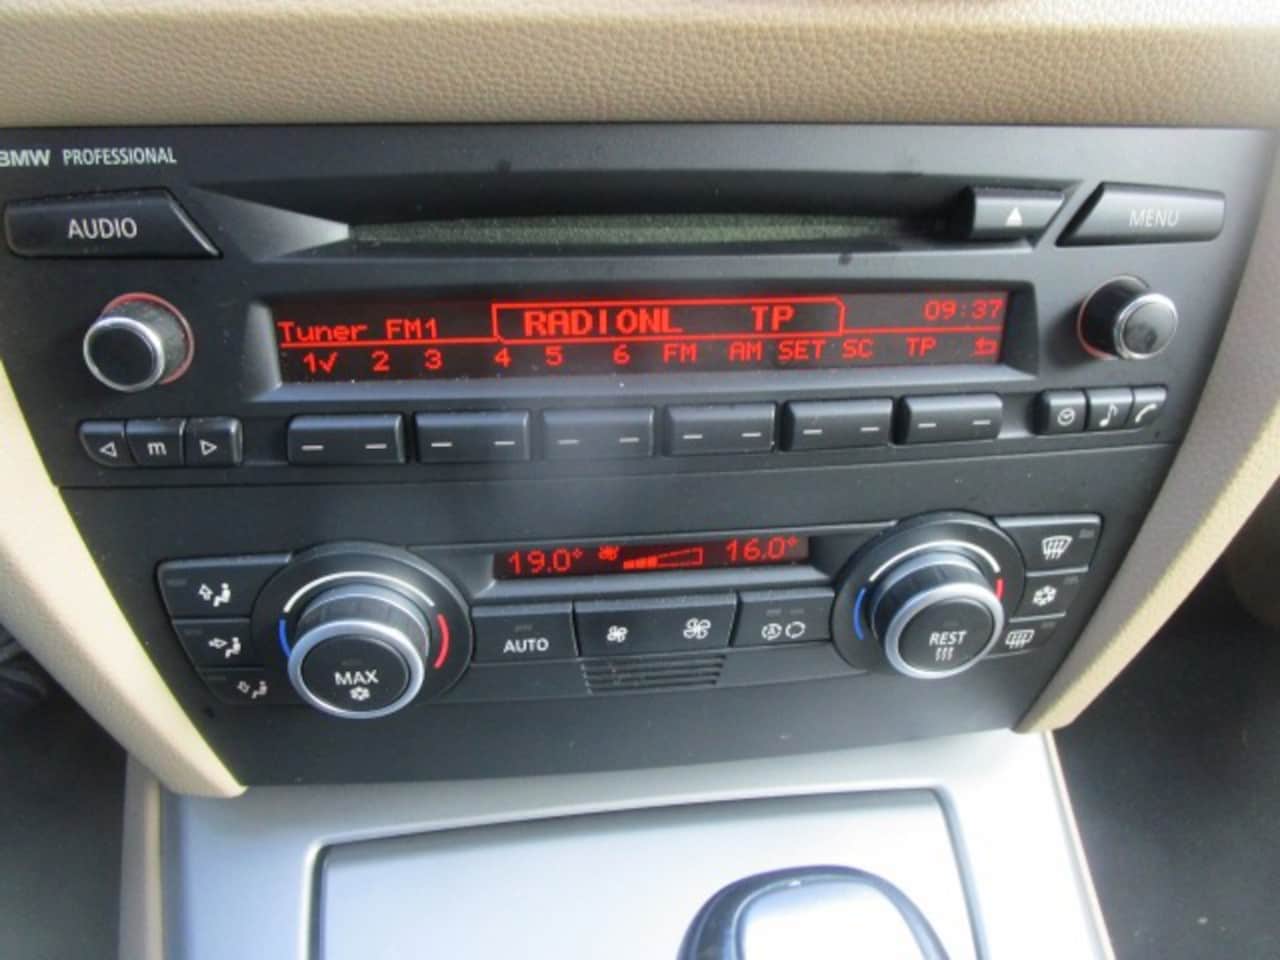 BMW PROFESSIONAL
AUDIO
MENU
Tuner FM1 RADIONL TP 09:37
1✓ 2 3 4 5 6 FM AM SET SC TP
m
19.0° 16.0°
AUTO
MAX
REST